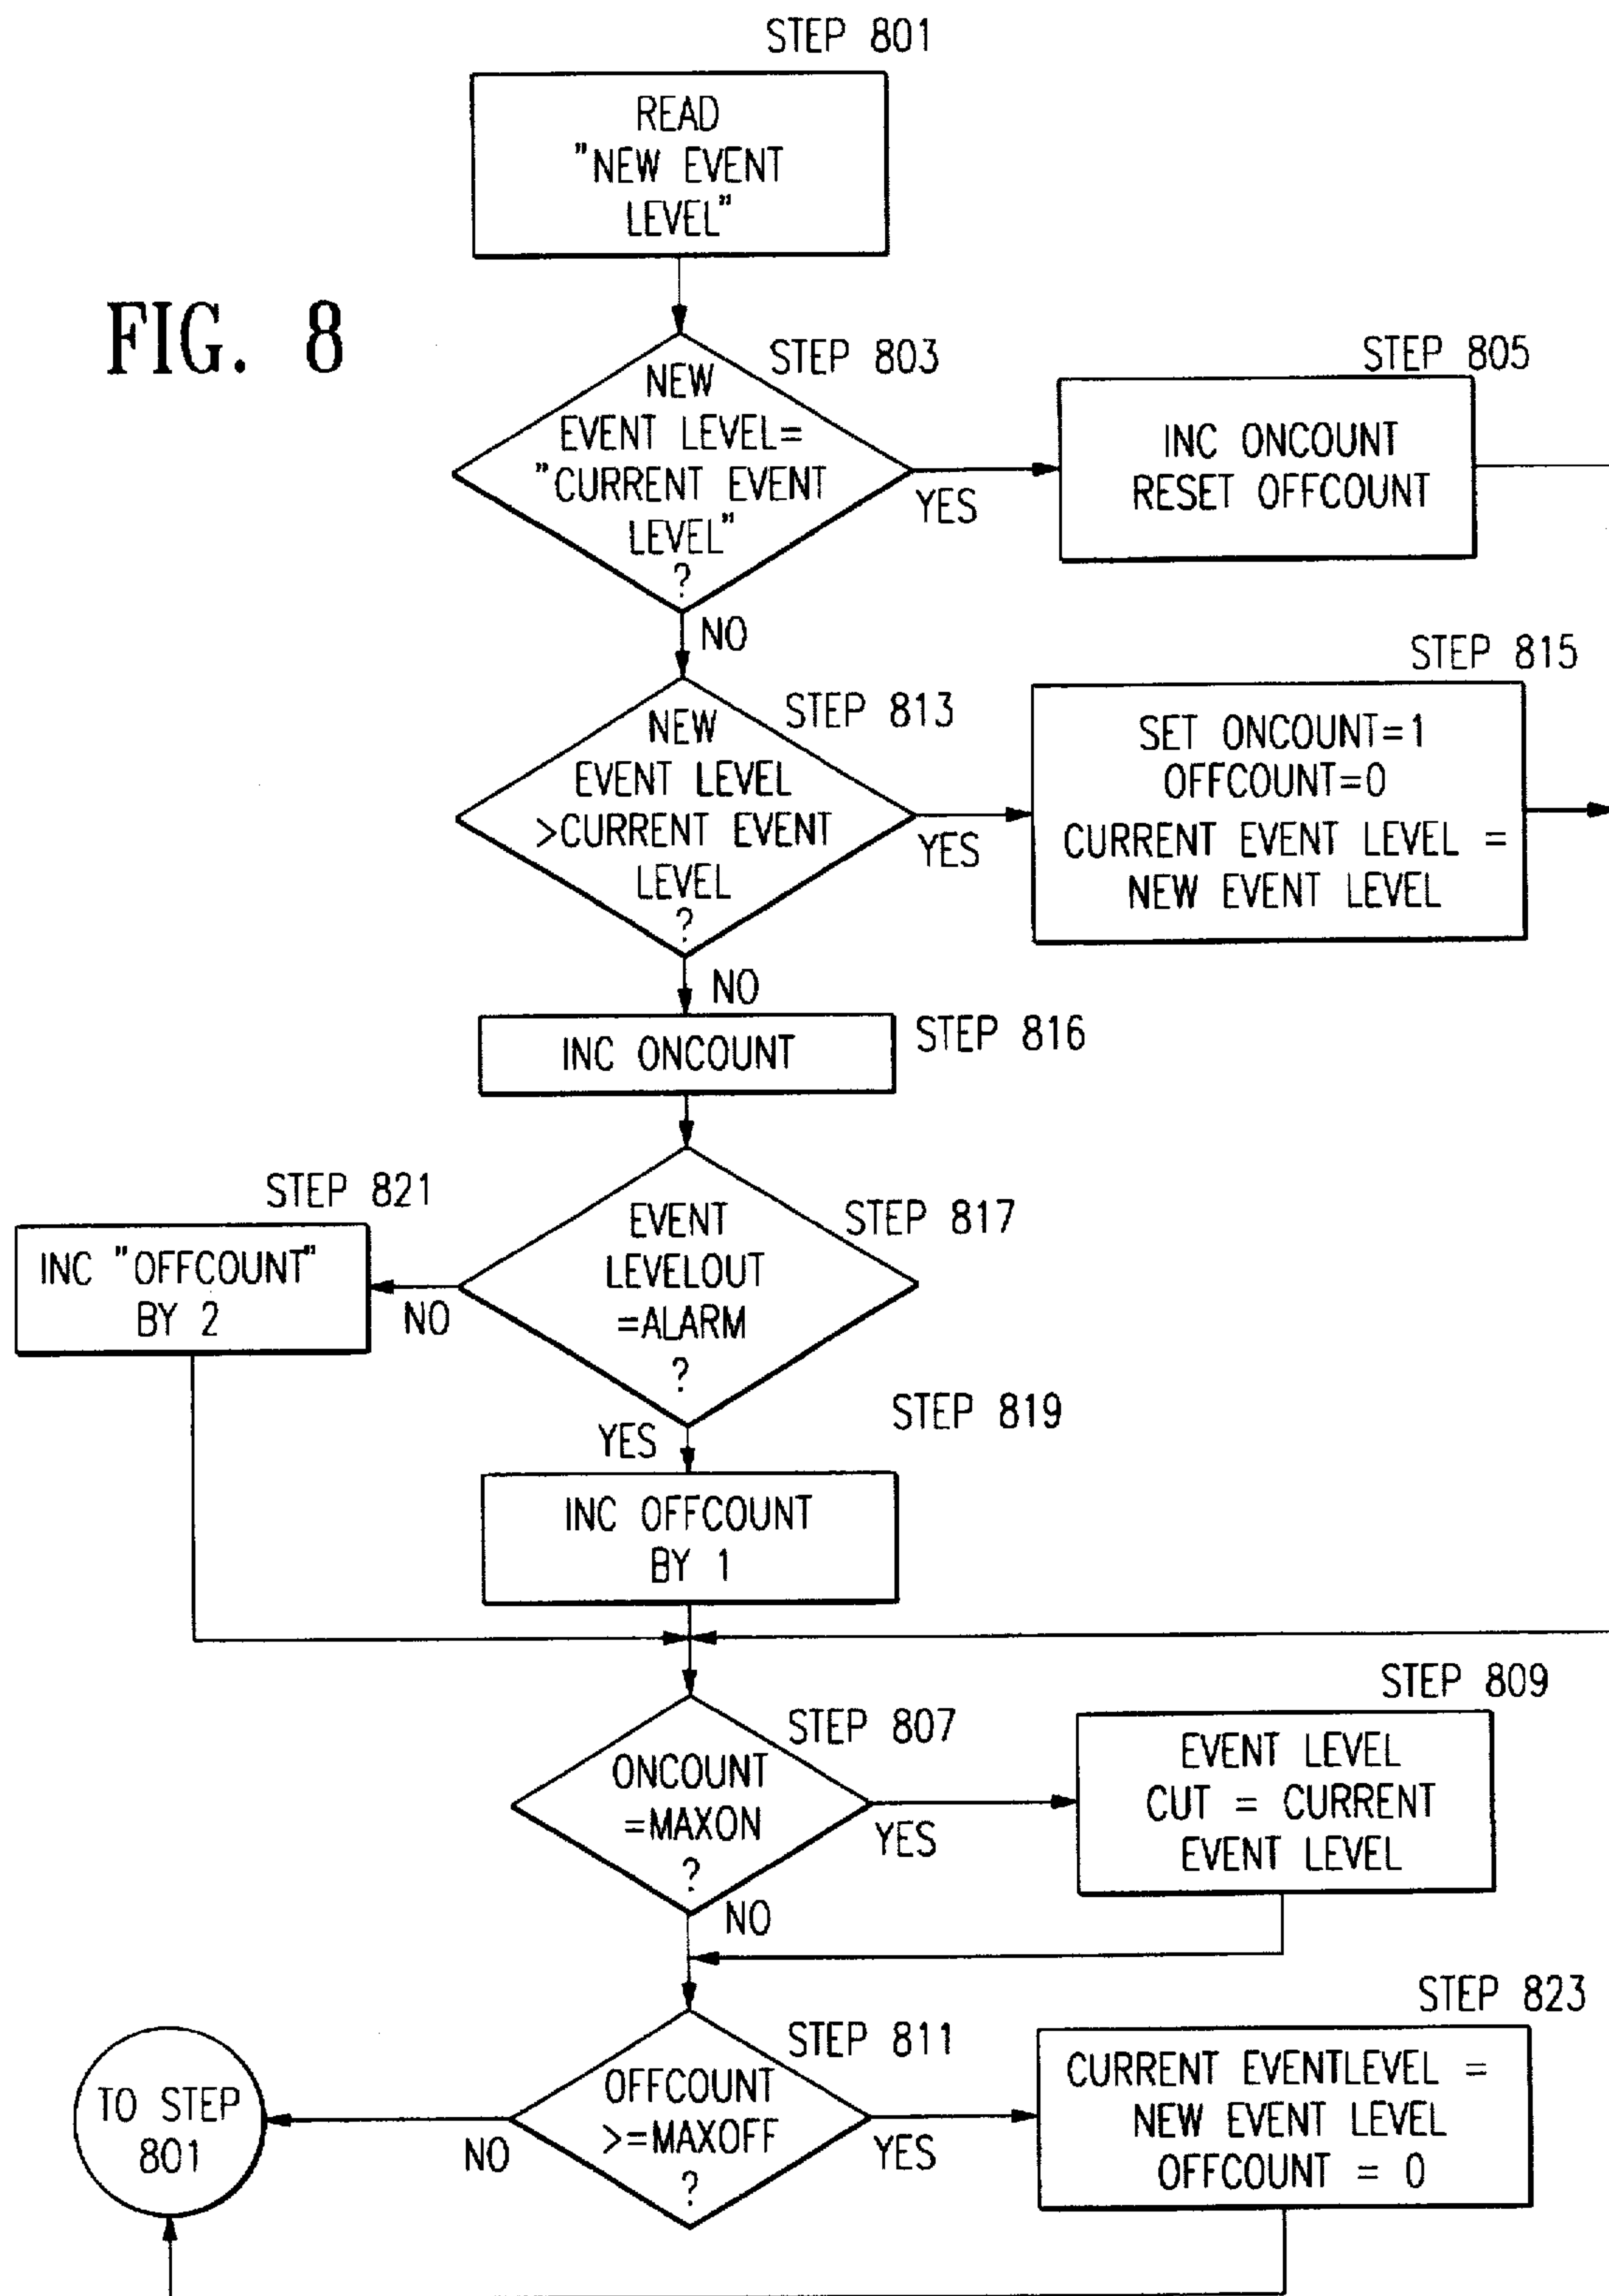 STEP 801
READ
"NEW EVENT
LEVEL"
FIG. 8
STEP 803
NEW
EVENT LEVEL=
"CURRENT EVENT
LEVEL"
?
YES
STEP 805
INC ONCOUNT
RESET OFFCOUNT
NO
STEP 813
NEW
EVENT LEVEL
>CURRENT EVENT
LEVEL
?
YES
STEP 815
SET ONCOUNT=1
OFFCOUNT=0
CURRENT EVENT LEVEL =
NEW EVENT LEVEL
NO
INC ONCOUNT
STEP 816
STEP 821
INC "OFFCOUNT"
BY 2
NO
EVENT
LEVELOUT
=ALARM
?
STEP 817
YES
STEP 819
INC OFFCOUNT
BY 1
STEP 807
ONCOUNT
=MAXON
?
YES
STEP 809
EVENT LEVEL
CUT = CURRENT
EVENT LEVEL
NO
STEP 811
OFFCOUNT
>=MAXOFF
?
YES
STEP 823
CURRENT EVENTLEVEL =
NEW EVENT LEVEL
OFFCOUNT = 0
NO
TO STEP
801